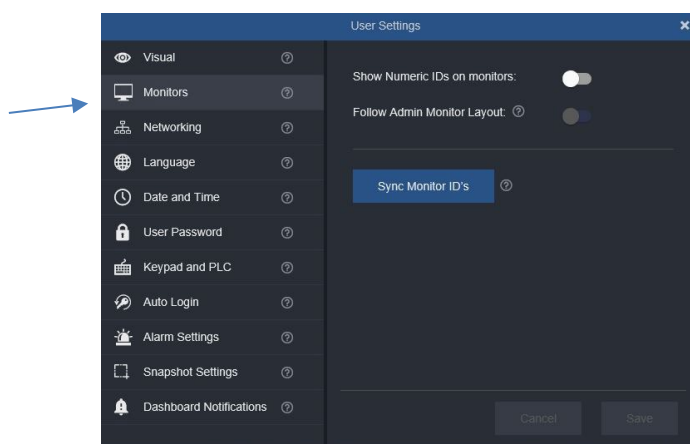 User Settings
Visual
Monitors
Networking
Language
Date and Time
User Password
Keypad and PLC
Auto Login
Alarm Settings
Snapshot Settings
Dashboard Notifications
Show Numeric IDs on monitors:
Follow Admin Monitor Layout:
Sync Monitor ID's
Cancel
Save